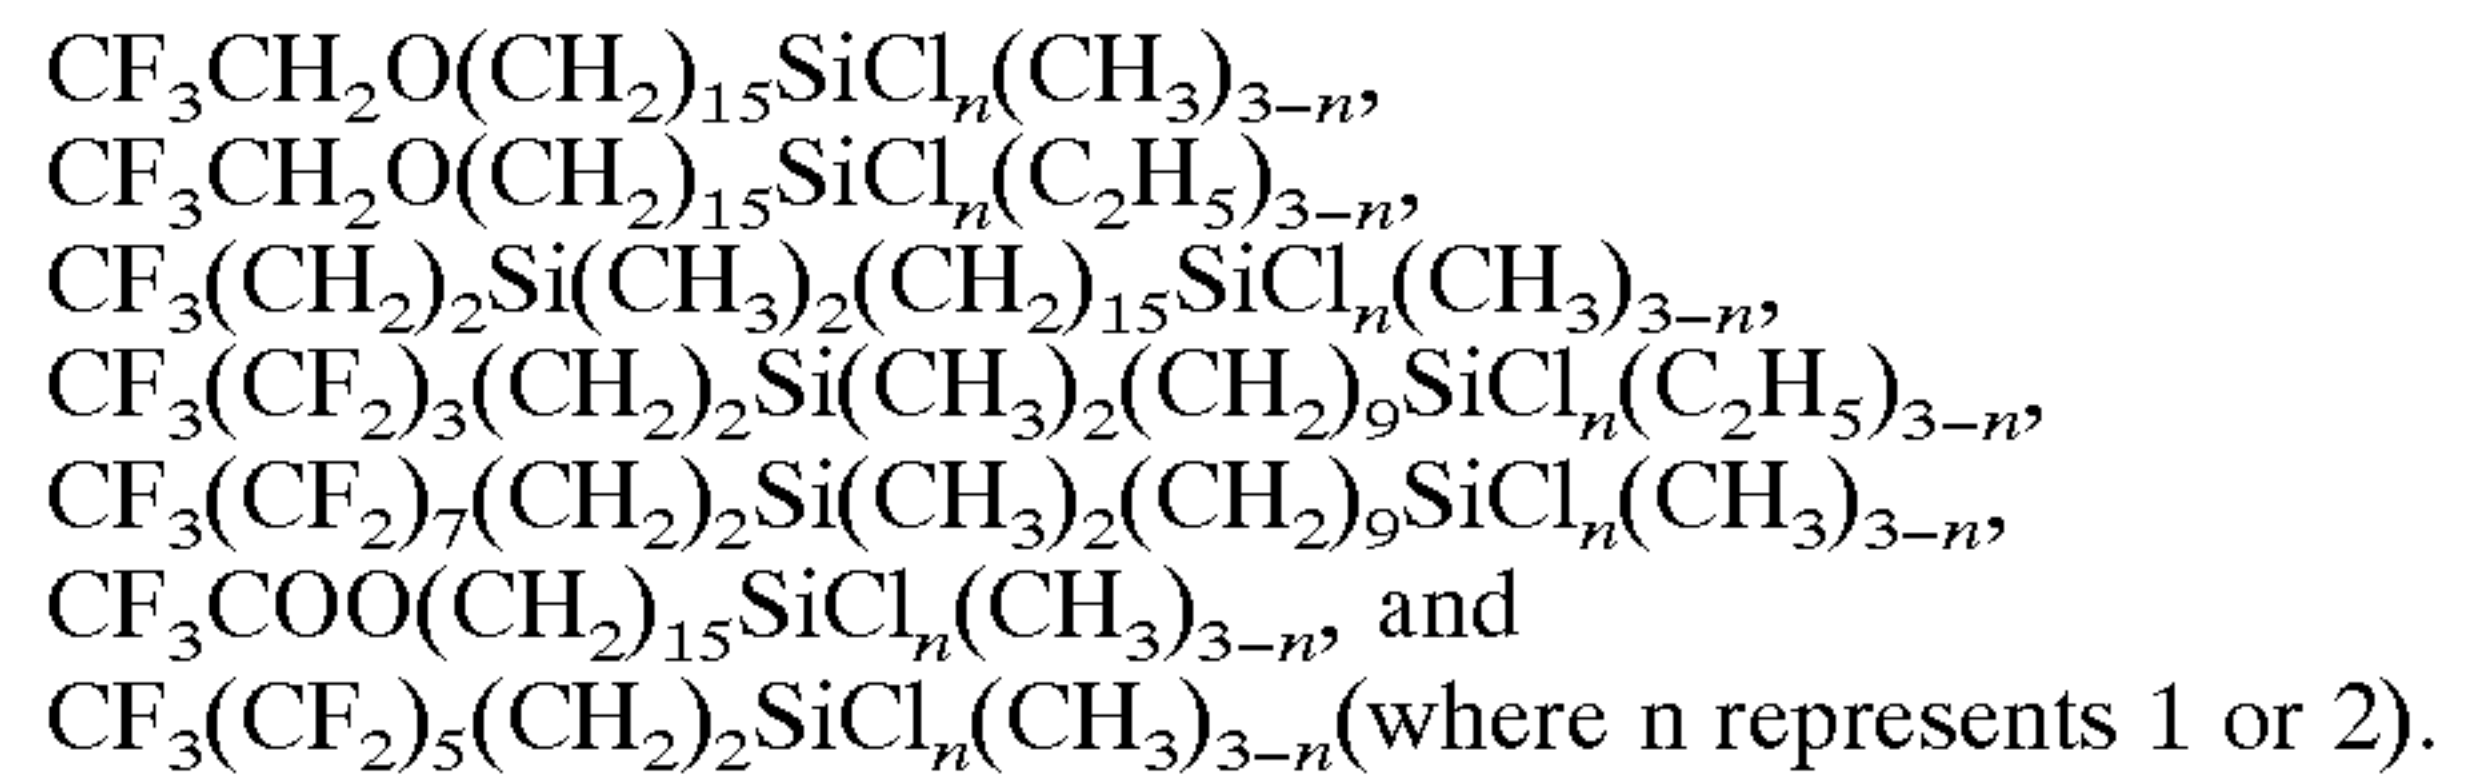 CF₃CH₂O(CH₂)₁₅SiClₙ(CH₃)₃₋ₙ,
CF₃CH₂O(CH₂)₁₅SiClₙ(C₂H₅)₃₋ₙ,
CF₃(CH₂)₂Si(CH₃)₂(CH₂)₁₅SiClₙ(CH₃)₃₋ₙ,
CF₃(CF₂)₃(CH₂)₂Si(CH₃)₂(CH₂)₉SiClₙ(C₂H₅)₃₋ₙ,
CF₃(CF₂)₇(CH₂)₂Si(CH₃)₂(CH₂)₉SiClₙ(CH₃)₃₋ₙ,
CF₃COO(CH₂)₁₅SiClₙ(CH₃)₃₋ₙ, and
CF₃(CF₂)₅(CH₂)₂SiClₙ(CH₃)₃₋ₙ(where n represents 1 or 2).